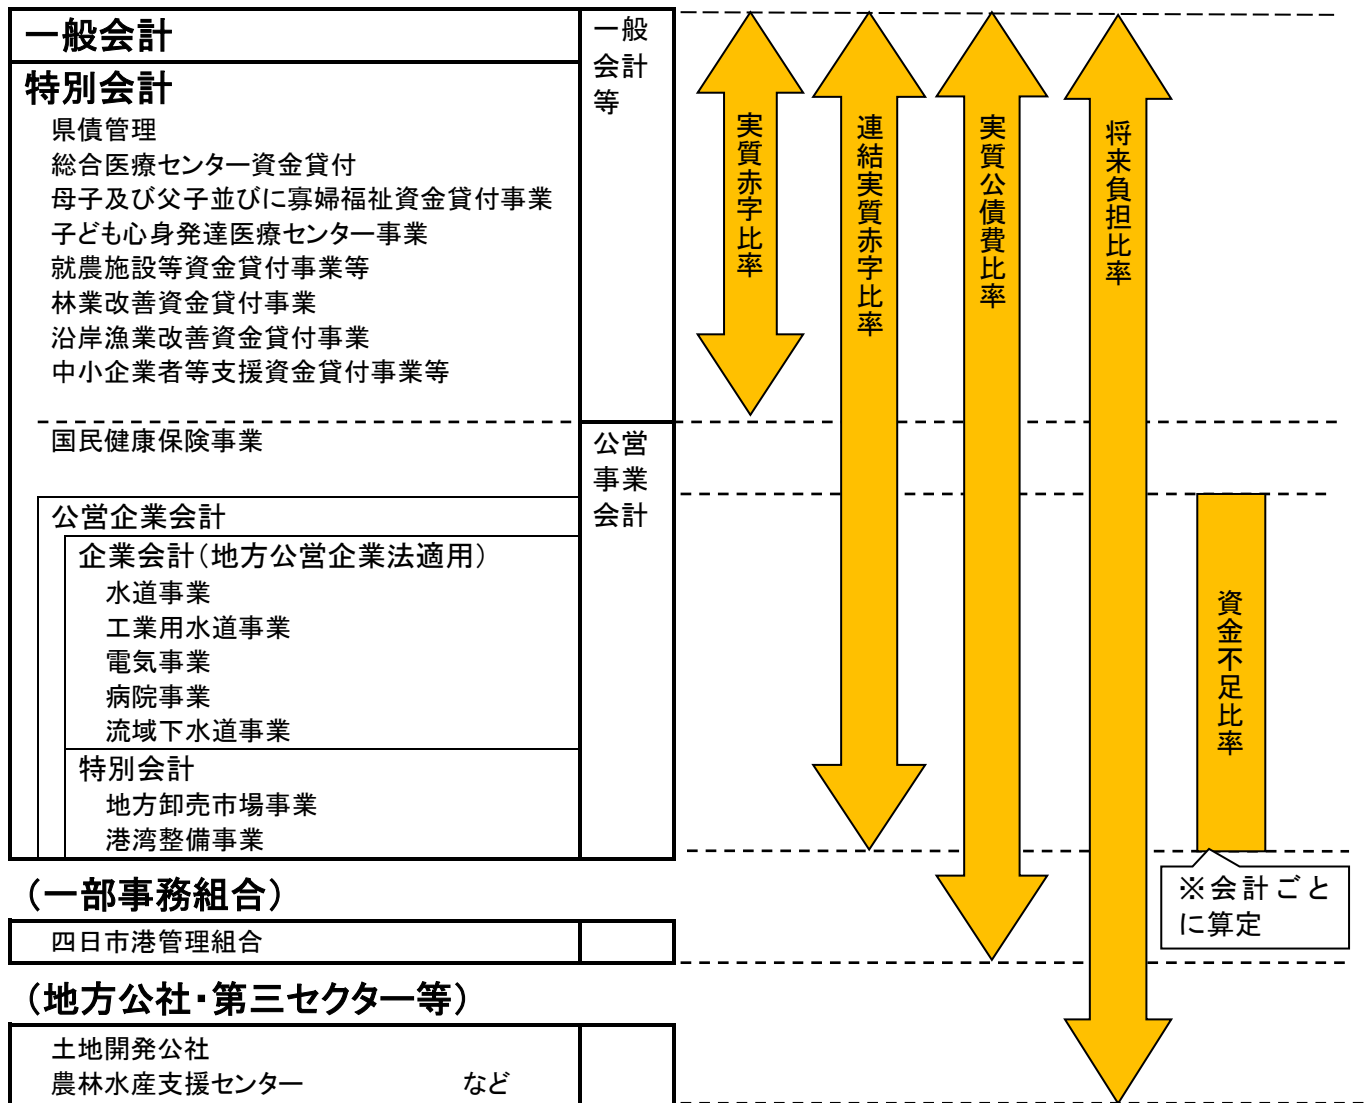 一般会計
特別会計
県債管理
総合医療センター資金貸付
母子及び父子並びに寡婦福祉資金貸付事業
子ども心身発達医療センター事業
就農施設等資金貸付事業等
林業改善資金貸付事業
沿岸漁業改善資金貸付事業
中小企業者等支援資金貸付事業等
国民健康保険事業
公営企業会計
企業会計（地方公営企業法適用）
水道事業
工業用水道事業
電気事業
病院事業
流域下水道事業
特別会計
地方卸売市場事業
港湾整備事業
一般
会計
等
公営
事業
会計
実質赤字比率
連結実質赤字比率
実質公債費比率
将来負担比率
資金不足比率
※会計ごと
に算定
（一部事務組合）
四日市港管理組合
（地方公社・第三セクター等）
土地開発公社
農林水産支援センター　など